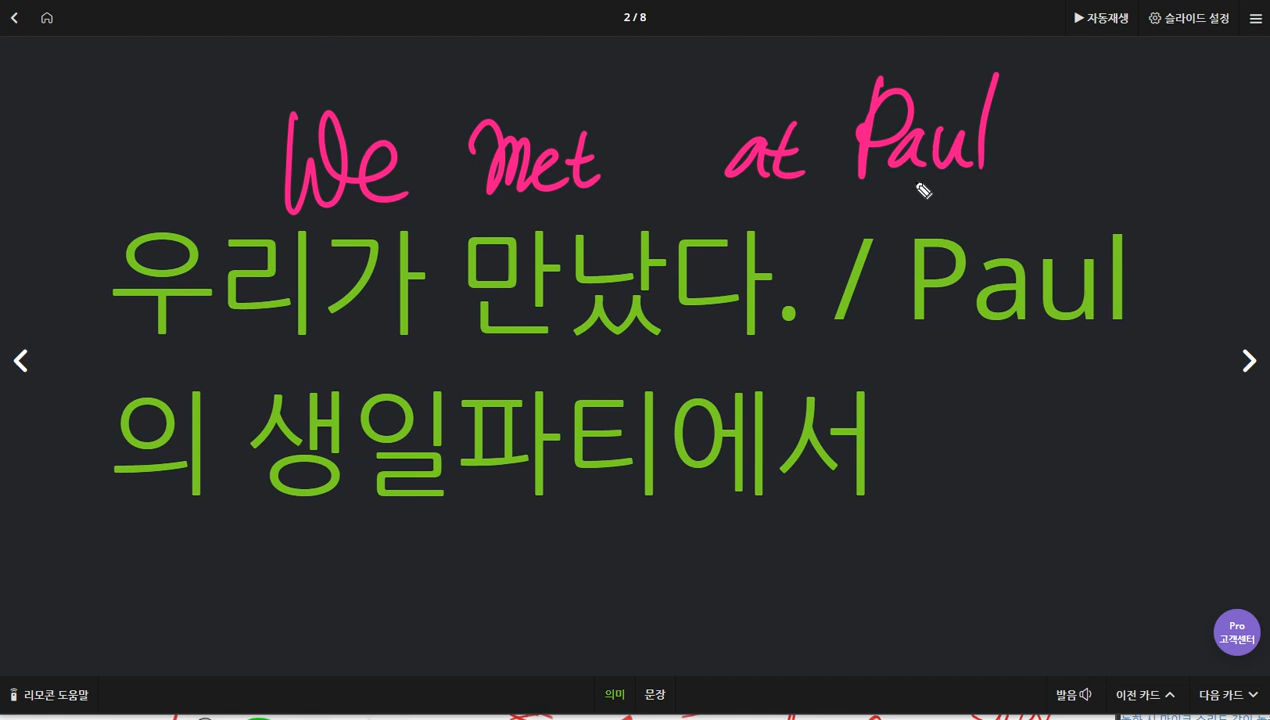 2 / 8
자동재생
슬라이드 설정
We met at Paul
우리가 만났다. / Paul
의 생일파티에서
Pro
고객센터
리모콘 도움말
의미
문장
발음
이전 카드
다음 카드